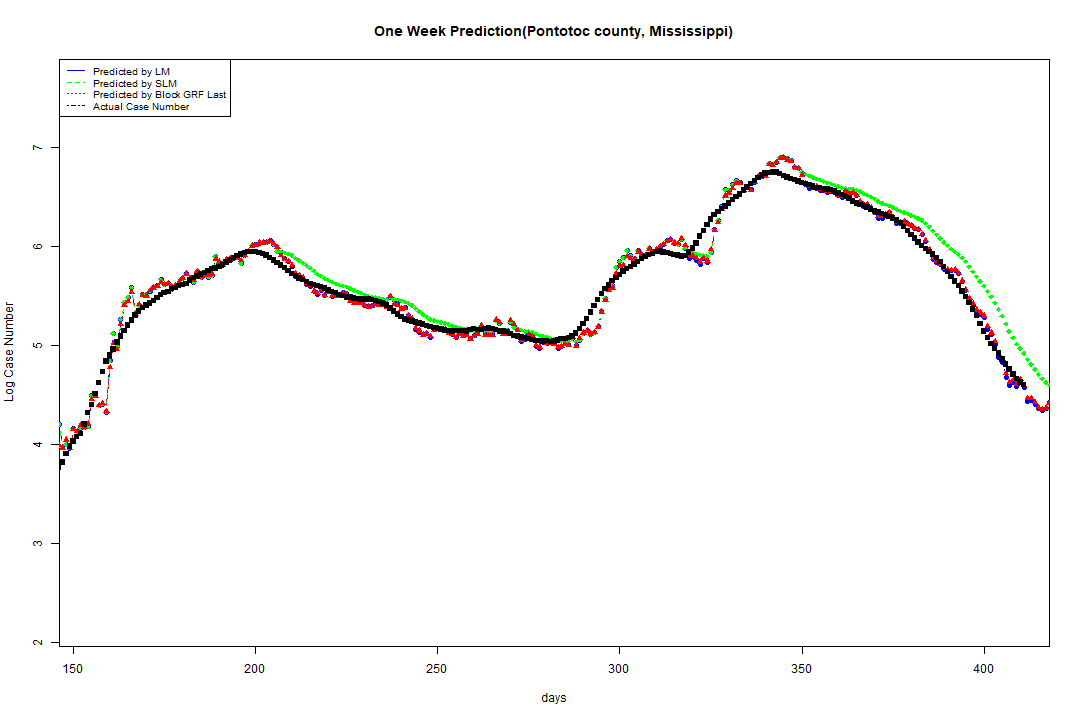 One Week Prediction(Pontotoc county, Mississippi)
Predicted by LM
Predicted by SLM
Predicted by Block GRF Last
Actual Case Number
7
6
5
4
3
2
Log Case Number
150 200 250 300 350 400
days